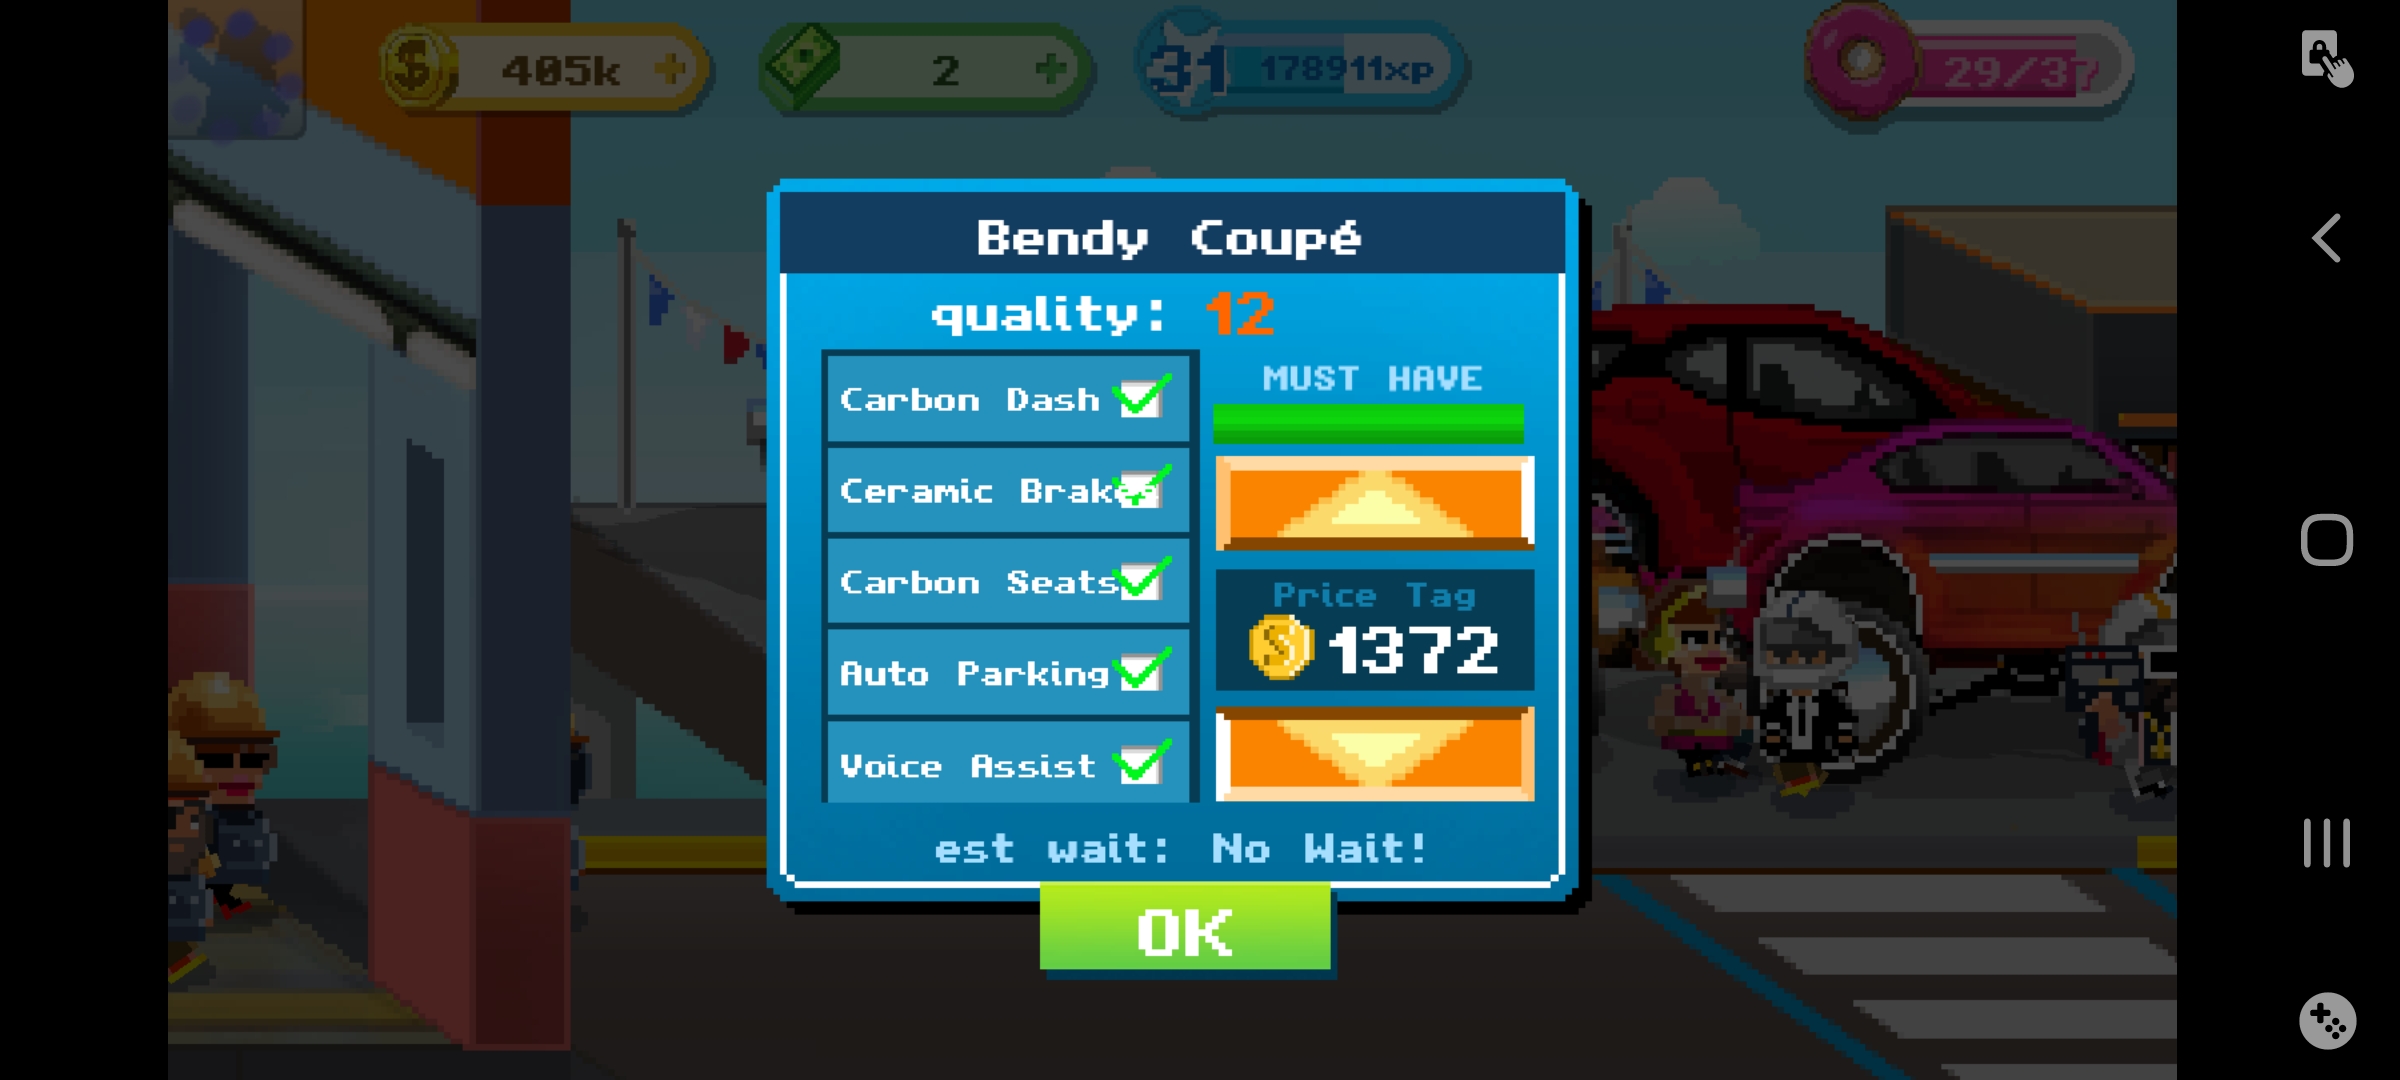 405k
2
31
178911xp
29/37
Bendy Coupé
quality: 12
MUST HAVE
Carbon Dash
Ceramic Brakes
Carbon Seats
Auto Parking
Voice Assist
Price Tag
1372
est wait: No Wait!
OK